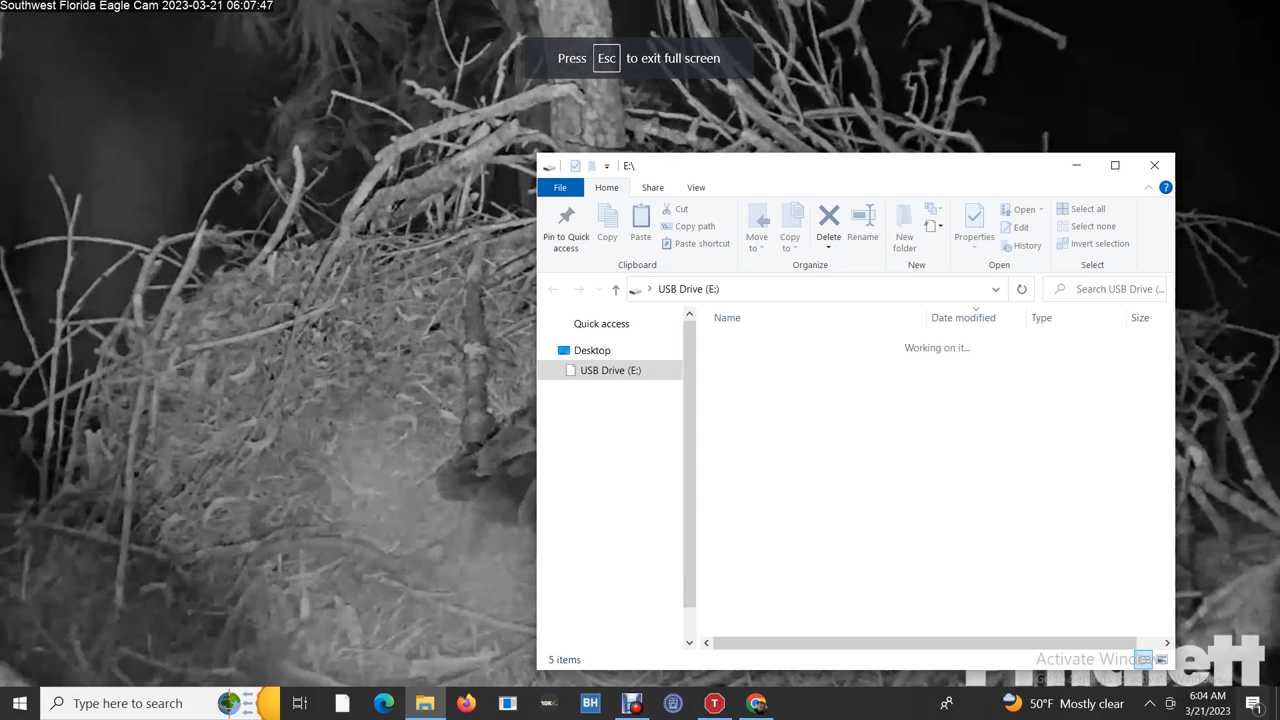 Southwest Florida Eagle Cam 2023-03-21 06:07:47
Press Esc to exit full screen
E:\
File Home Share View
Pin to Quick access
Copy
Paste
Cut
Copy path
Paste shortcut
Clipboard
Move to
Copy to
Delete
Rename
Organize
New folder
New
Properties
Open
Edit
History
Open
Select all
Select none
Invert selection
Select
USB Drive (E:)
Search USB Drive (...
Quick access
Desktop
USB Drive (E:)
Name Date modified Type Size
Working on it...
5 items
Activate Windows
Type here to search
10K
BH
T
50°F Mostly clear
6:04 AM
3/21/2023
1